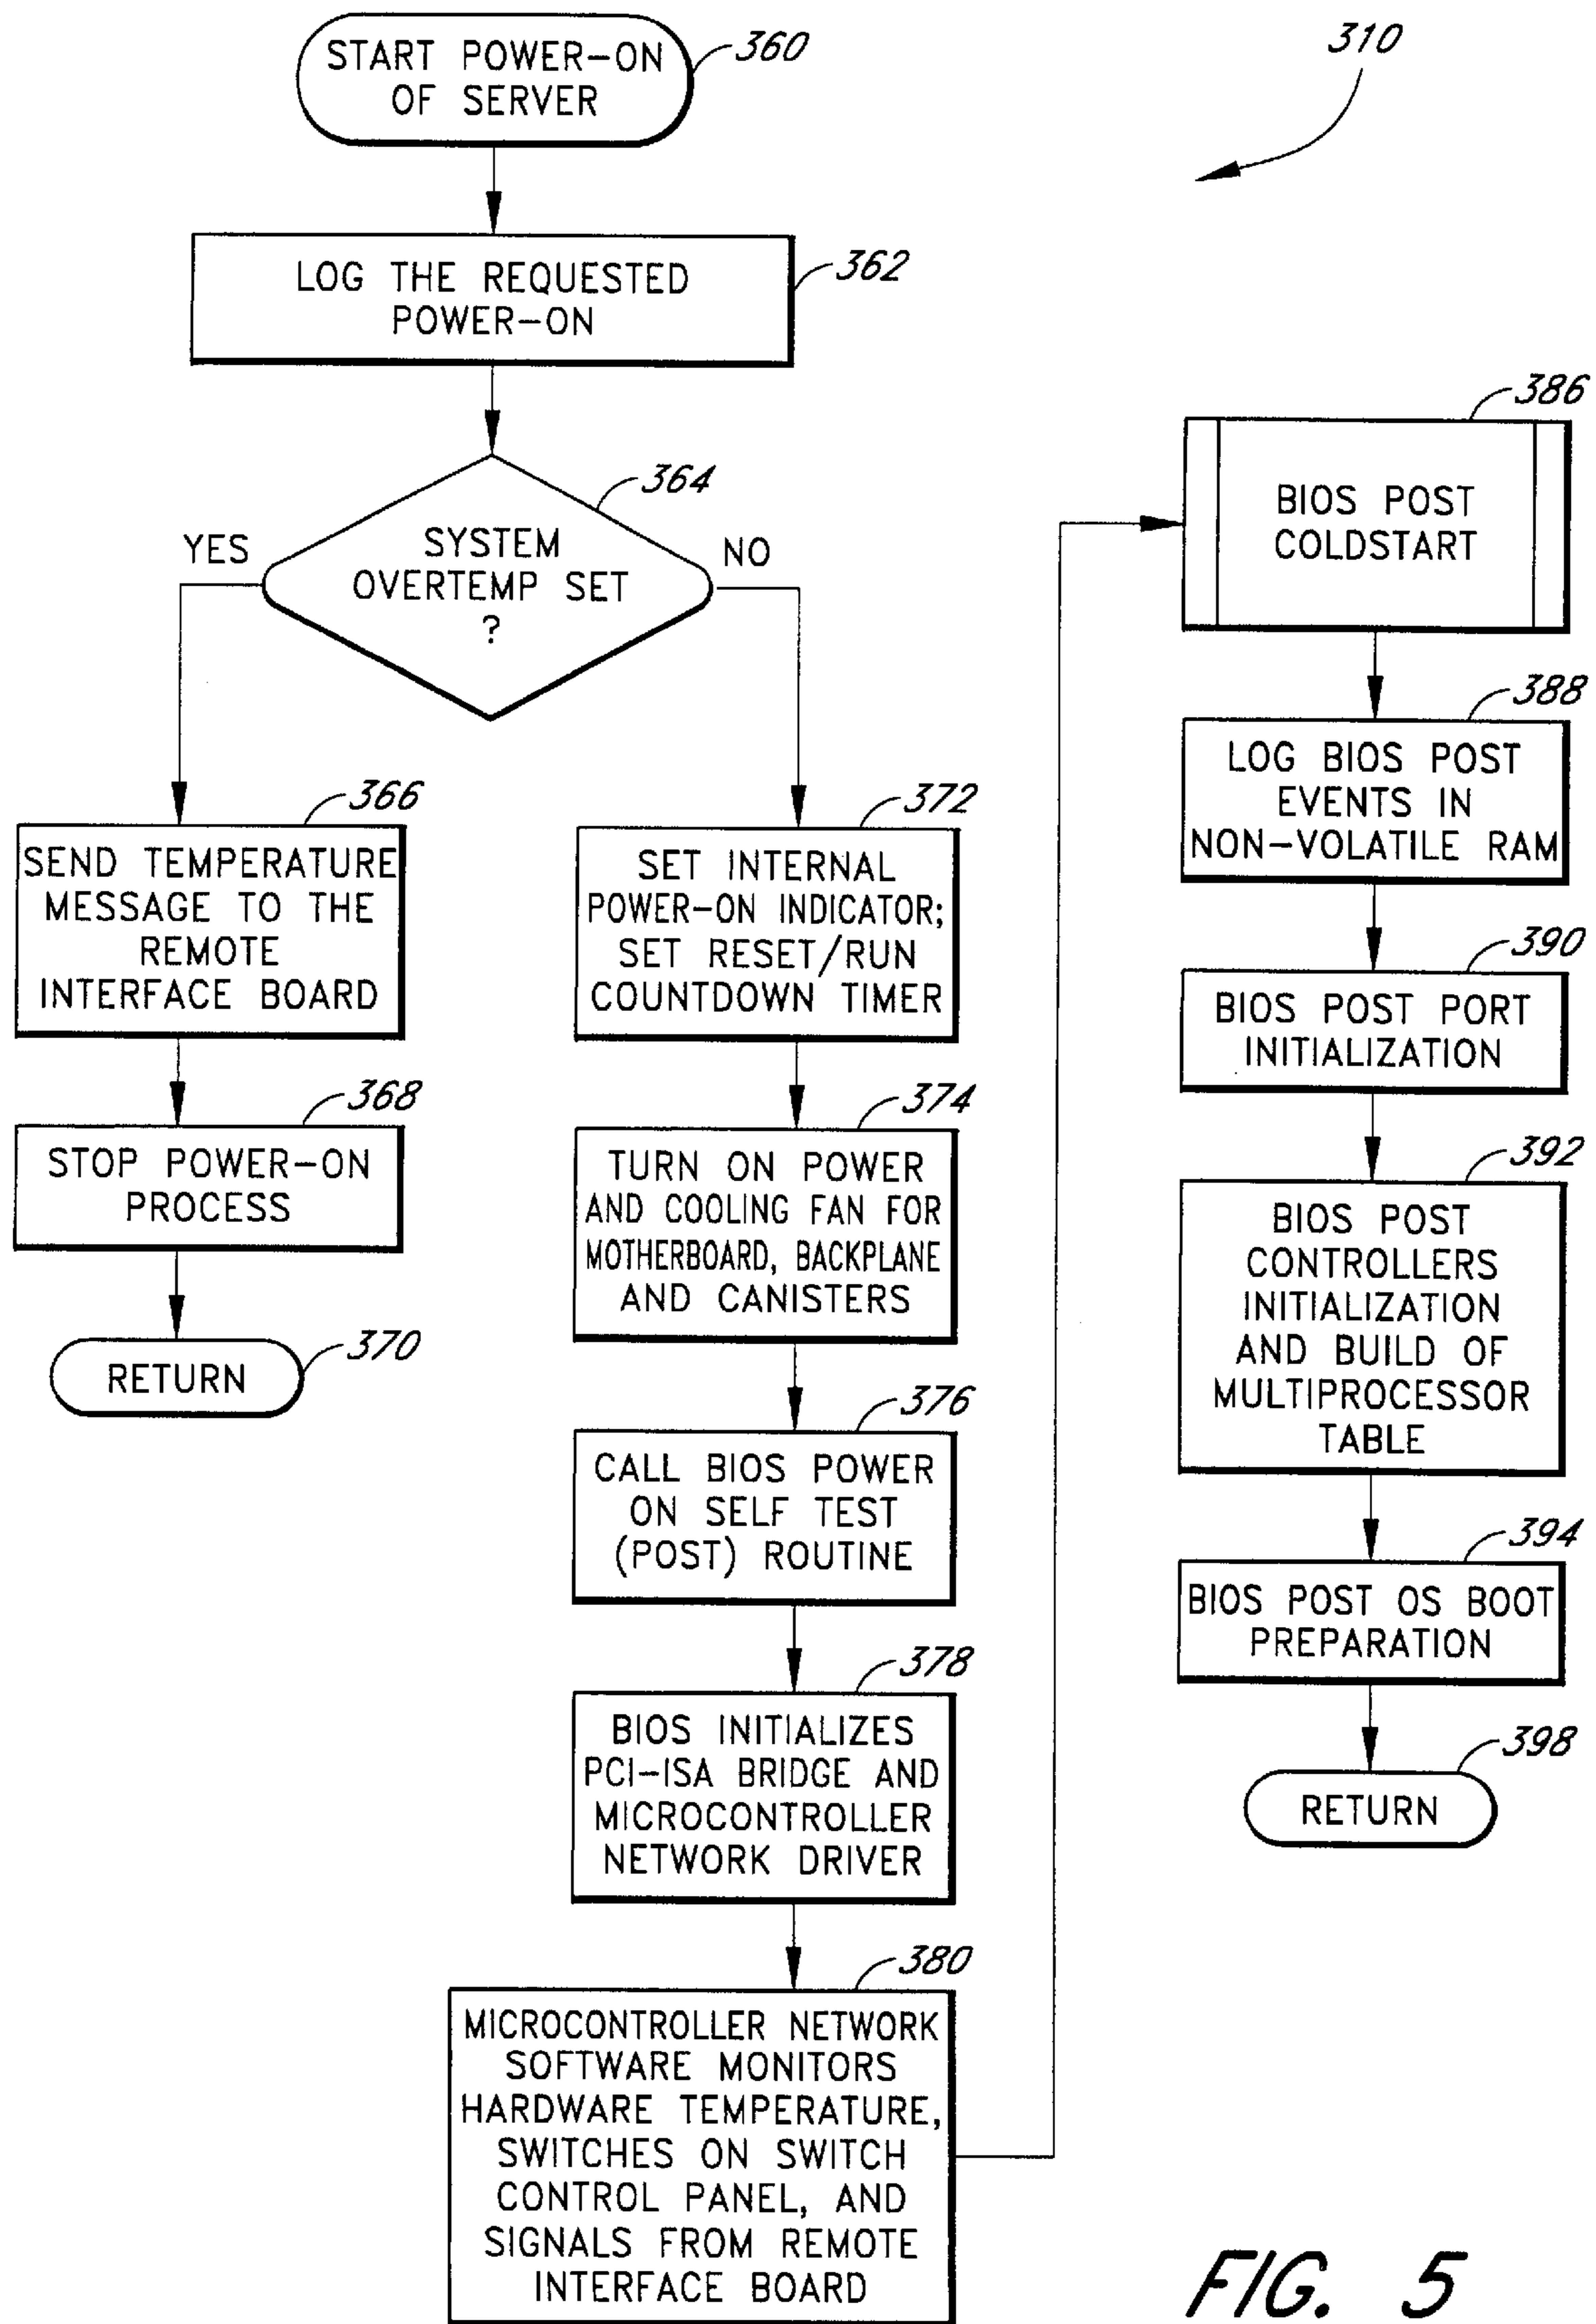 START POWER-ON
OF SERVER
360
310
LOG THE REQUESTED
POWER-ON
362
364
SYSTEM
OVERTEMP SET
?
YES
NO
366
SEND TEMPERATURE
MESSAGE TO THE
REMOTE
INTERFACE BOARD
368
STOP POWER-ON
PROCESS
RETURN
370
372
SET INTERNAL
POWER-ON INDICATOR;
SET RESET/RUN
COUNTDOWN TIMER
374
TURN ON POWER
AND COOLING FAN FOR
MOTHERBOARD, BACKPLANE
AND CANISTERS
376
CALL BIOS POWER
ON SELF TEST
(POST) ROUTINE
378
BIOS INITIALIZES
PCI-ISA BRIDGE AND
MICROCONTROLLER
NETWORK DRIVER
380
MICROCONTROLLER NETWORK
SOFTWARE MONITORS
HARDWARE TEMPERATURE,
SWITCHES ON SWITCH
CONTROL PANEL, AND
SIGNALS FROM REMOTE
INTERFACE BOARD
386
BIOS POST
COLDSTART
388
LOG BIOS POST
EVENTS IN
NON-VOLATILE RAM
390
BIOS POST PORT
INITIALIZATION
392
BIOS POST
CONTROLLERS
INITIALIZATION
AND BUILD OF
MULTIPROCESSOR
TABLE
394
BIOS POST OS BOOT
PREPARATION
398
RETURN
FIG. 5